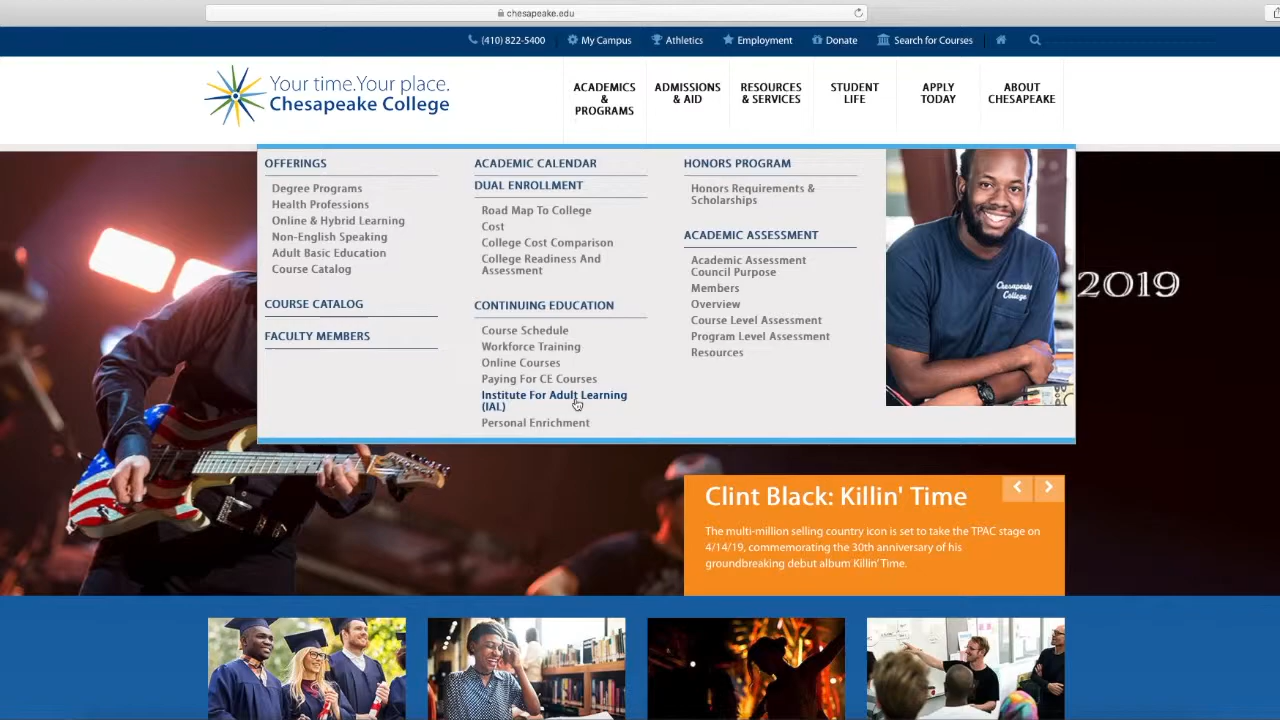 chesapeake.edu
(410) 822-5400
My Campus
Athletics
Employment
Donate
Search for Courses
Your time.Your place.
Chesapeake College
ACADEMICS
&
PROGRAMS
ADMISSIONS
& AID
RESOURCES
& SERVICES
STUDENT
LIFE
APPLY
TODAY
ABOUT
CHESAPEAKE
OFFERINGS
Degree Programs
Health Professions
Online & Hybrid Learning
Non-English Speaking
Adult Basic Education
Course Catalog
COURSE CATALOG
FACULTY MEMBERS
ACADEMIC CALENDAR
DUAL ENROLLMENT
Road Map To College
Cost
College Cost Comparison
College Readiness And
Assessment
CONTINUING EDUCATION
Course Schedule
Workforce Training
Online Courses
Paying For CE Courses
Institute For Adult Learning
(IAL)
Personal Enrichment
HONORS PROGRAM
Honors Requirements &
Scholarships
ACADEMIC ASSESSMENT
Academic Assessment
Council Purpose
Members
Overview
Course Level Assessment
Program Level Assessment
Resources
Chesapeake
College
2019
Clint Black: Killin' Time
The multi-million selling country icon is set to take the TPAC stage on
4/14/19, commemorating the 30th anniversary of his
groundbreaking debut album Killin' Time.